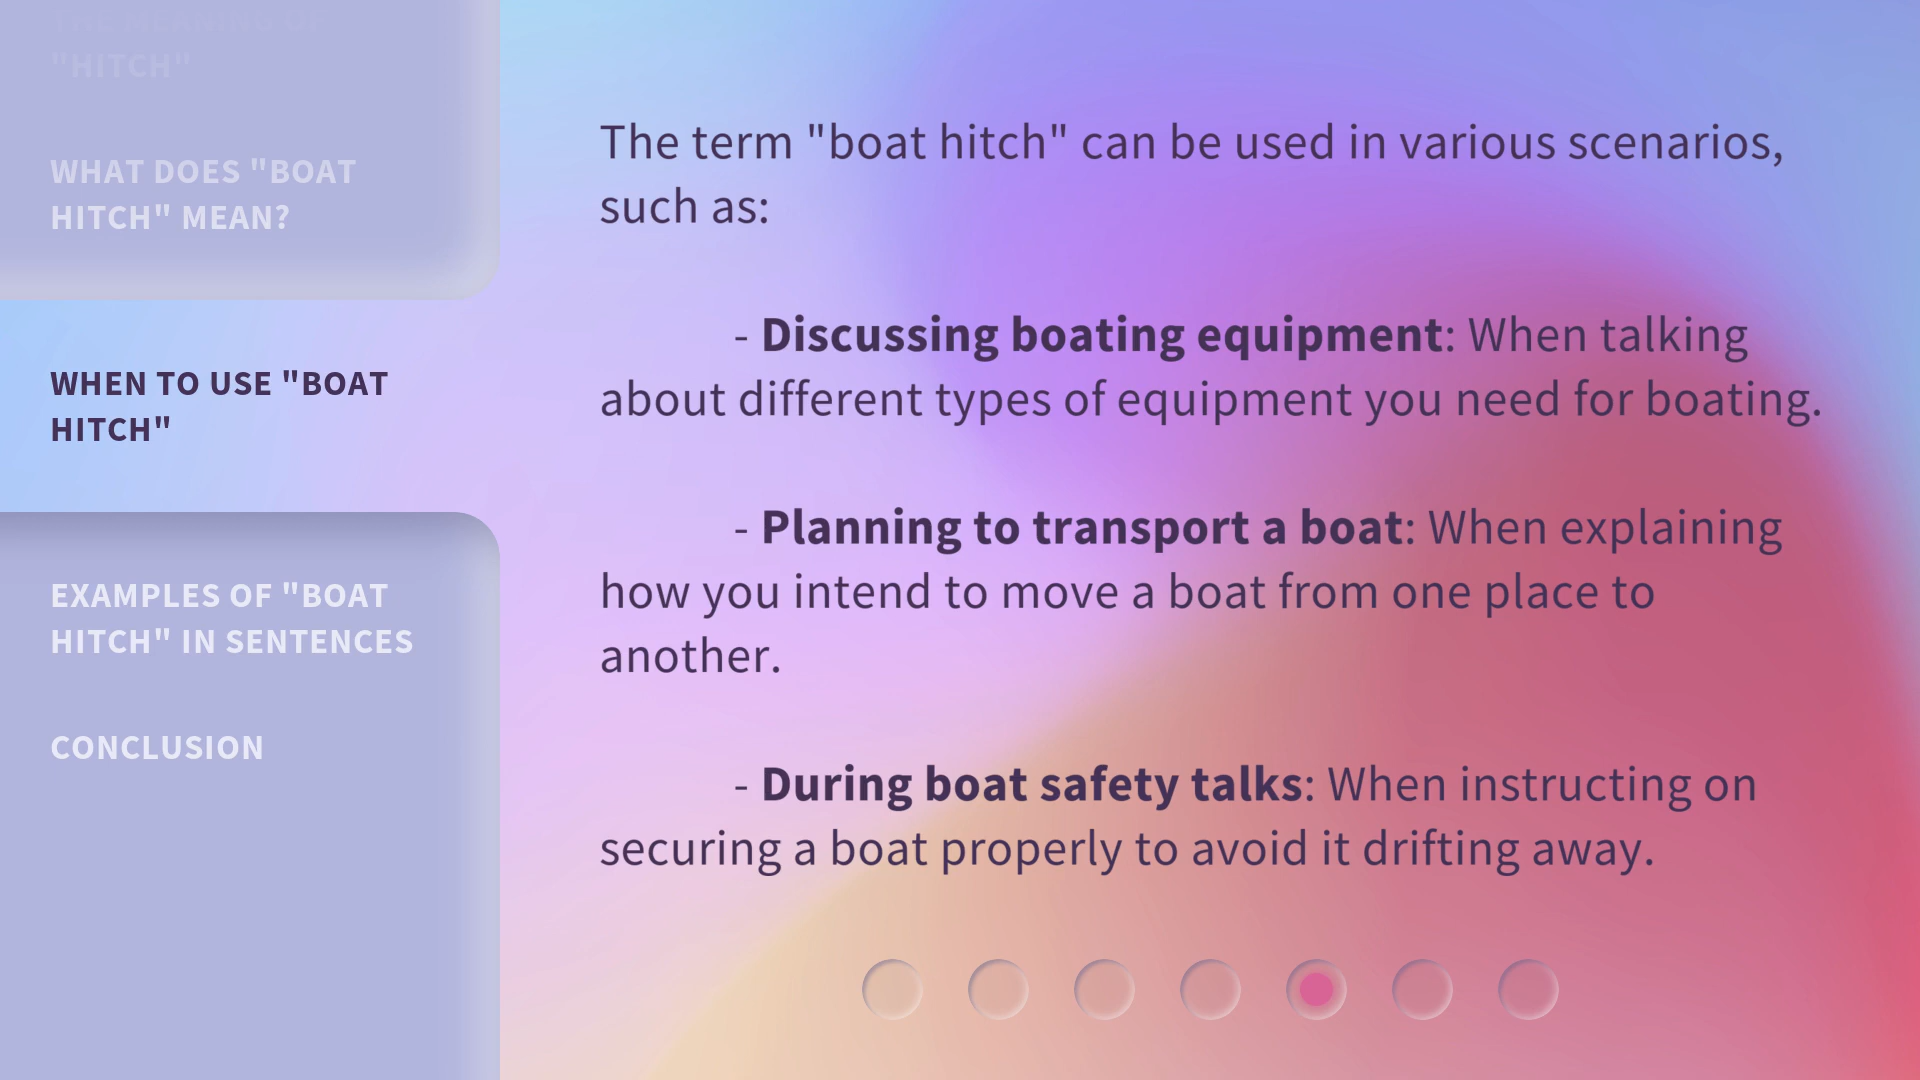 THE MEANING OF
"HITCH"
WHAT DOES "BOAT
HITCH" MEAN?
WHEN TO USE "BOAT
HITCH"
EXAMPLES OF "BOAT
HITCH" IN SENTENCES
CONCLUSION
The term "boat hitch" can be used in various scenarios,
such as:
- Discussing boating equipment: When talking
about different types of equipment you need for boating.
- Planning to transport a boat: When explaining
how you intend to move a boat from one place to
another.
- During boat safety talks: When instructing on
securing a boat properly to avoid it drifting away.